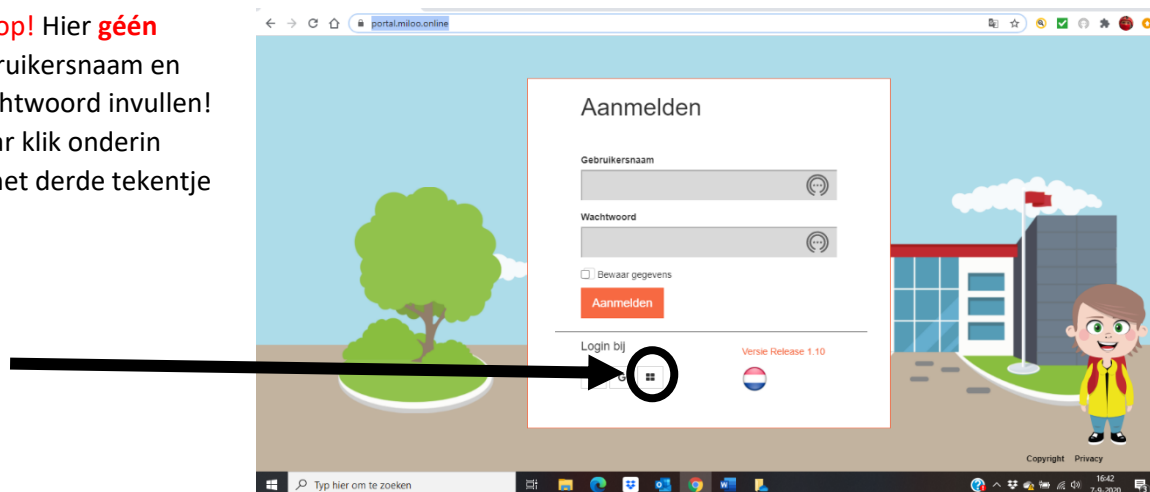 op! Hier géén
ruikersnaam en
chtwoord invullen!
ar klik onderin
het derde tekentje
portal.miloo.online
Aanmelden
Gebruikersnaam
Wachtwoord
Bewaar gegevens
Aanmelden
Login bij
Versie Release 1.10
G
Copyright Privacy
Typ hier om te zoeken
16:42
7-9-2020